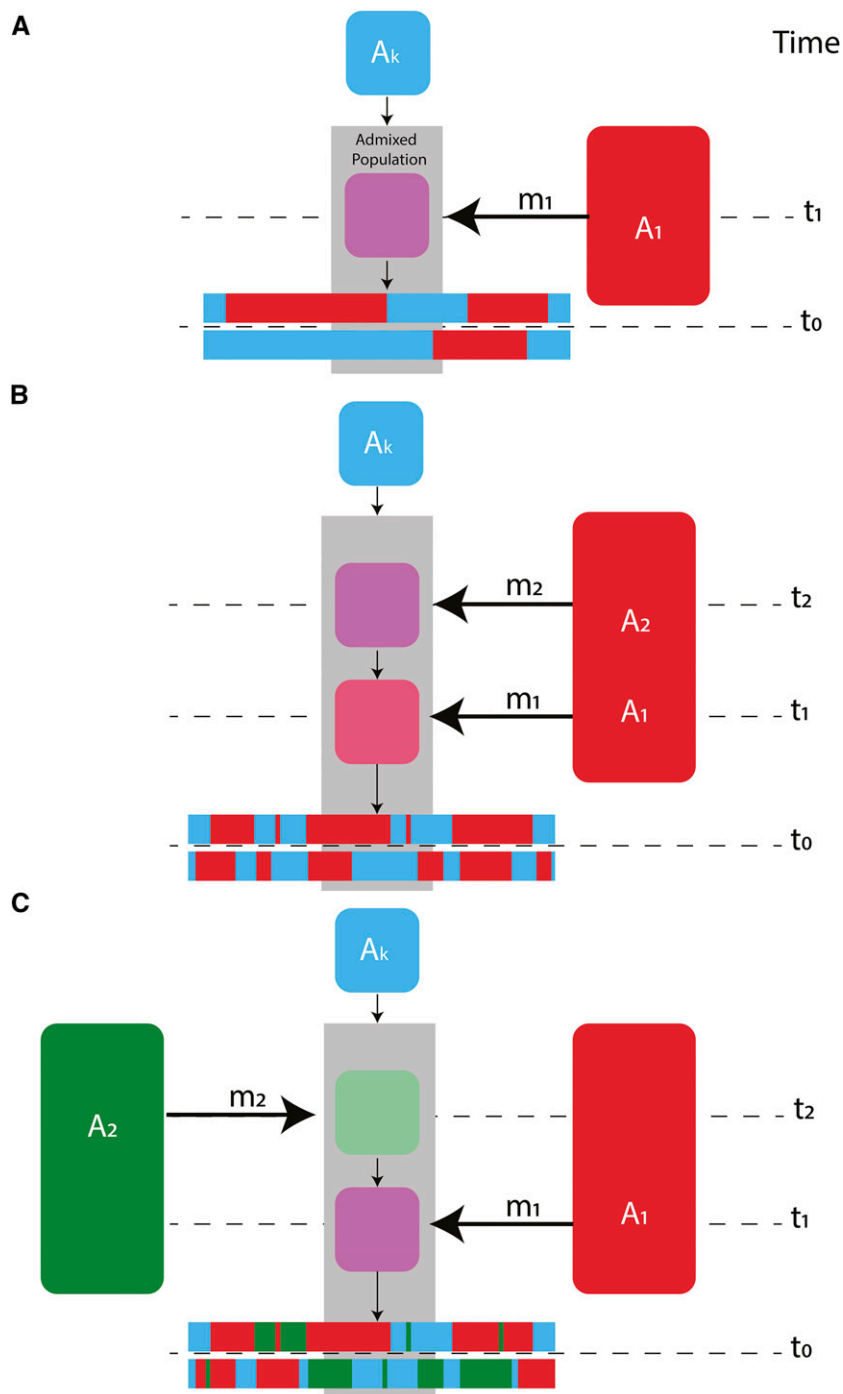 A
Time
Aₖ
Admixed
Population
m₁
A₁
t₁
t₀
B
Aₖ
m₂
A₂
t₂
m₁
A₁
t₁
t₀
C
Aₖ
m₂
A₂
t₂
m₁
A₁
t₁
t₀